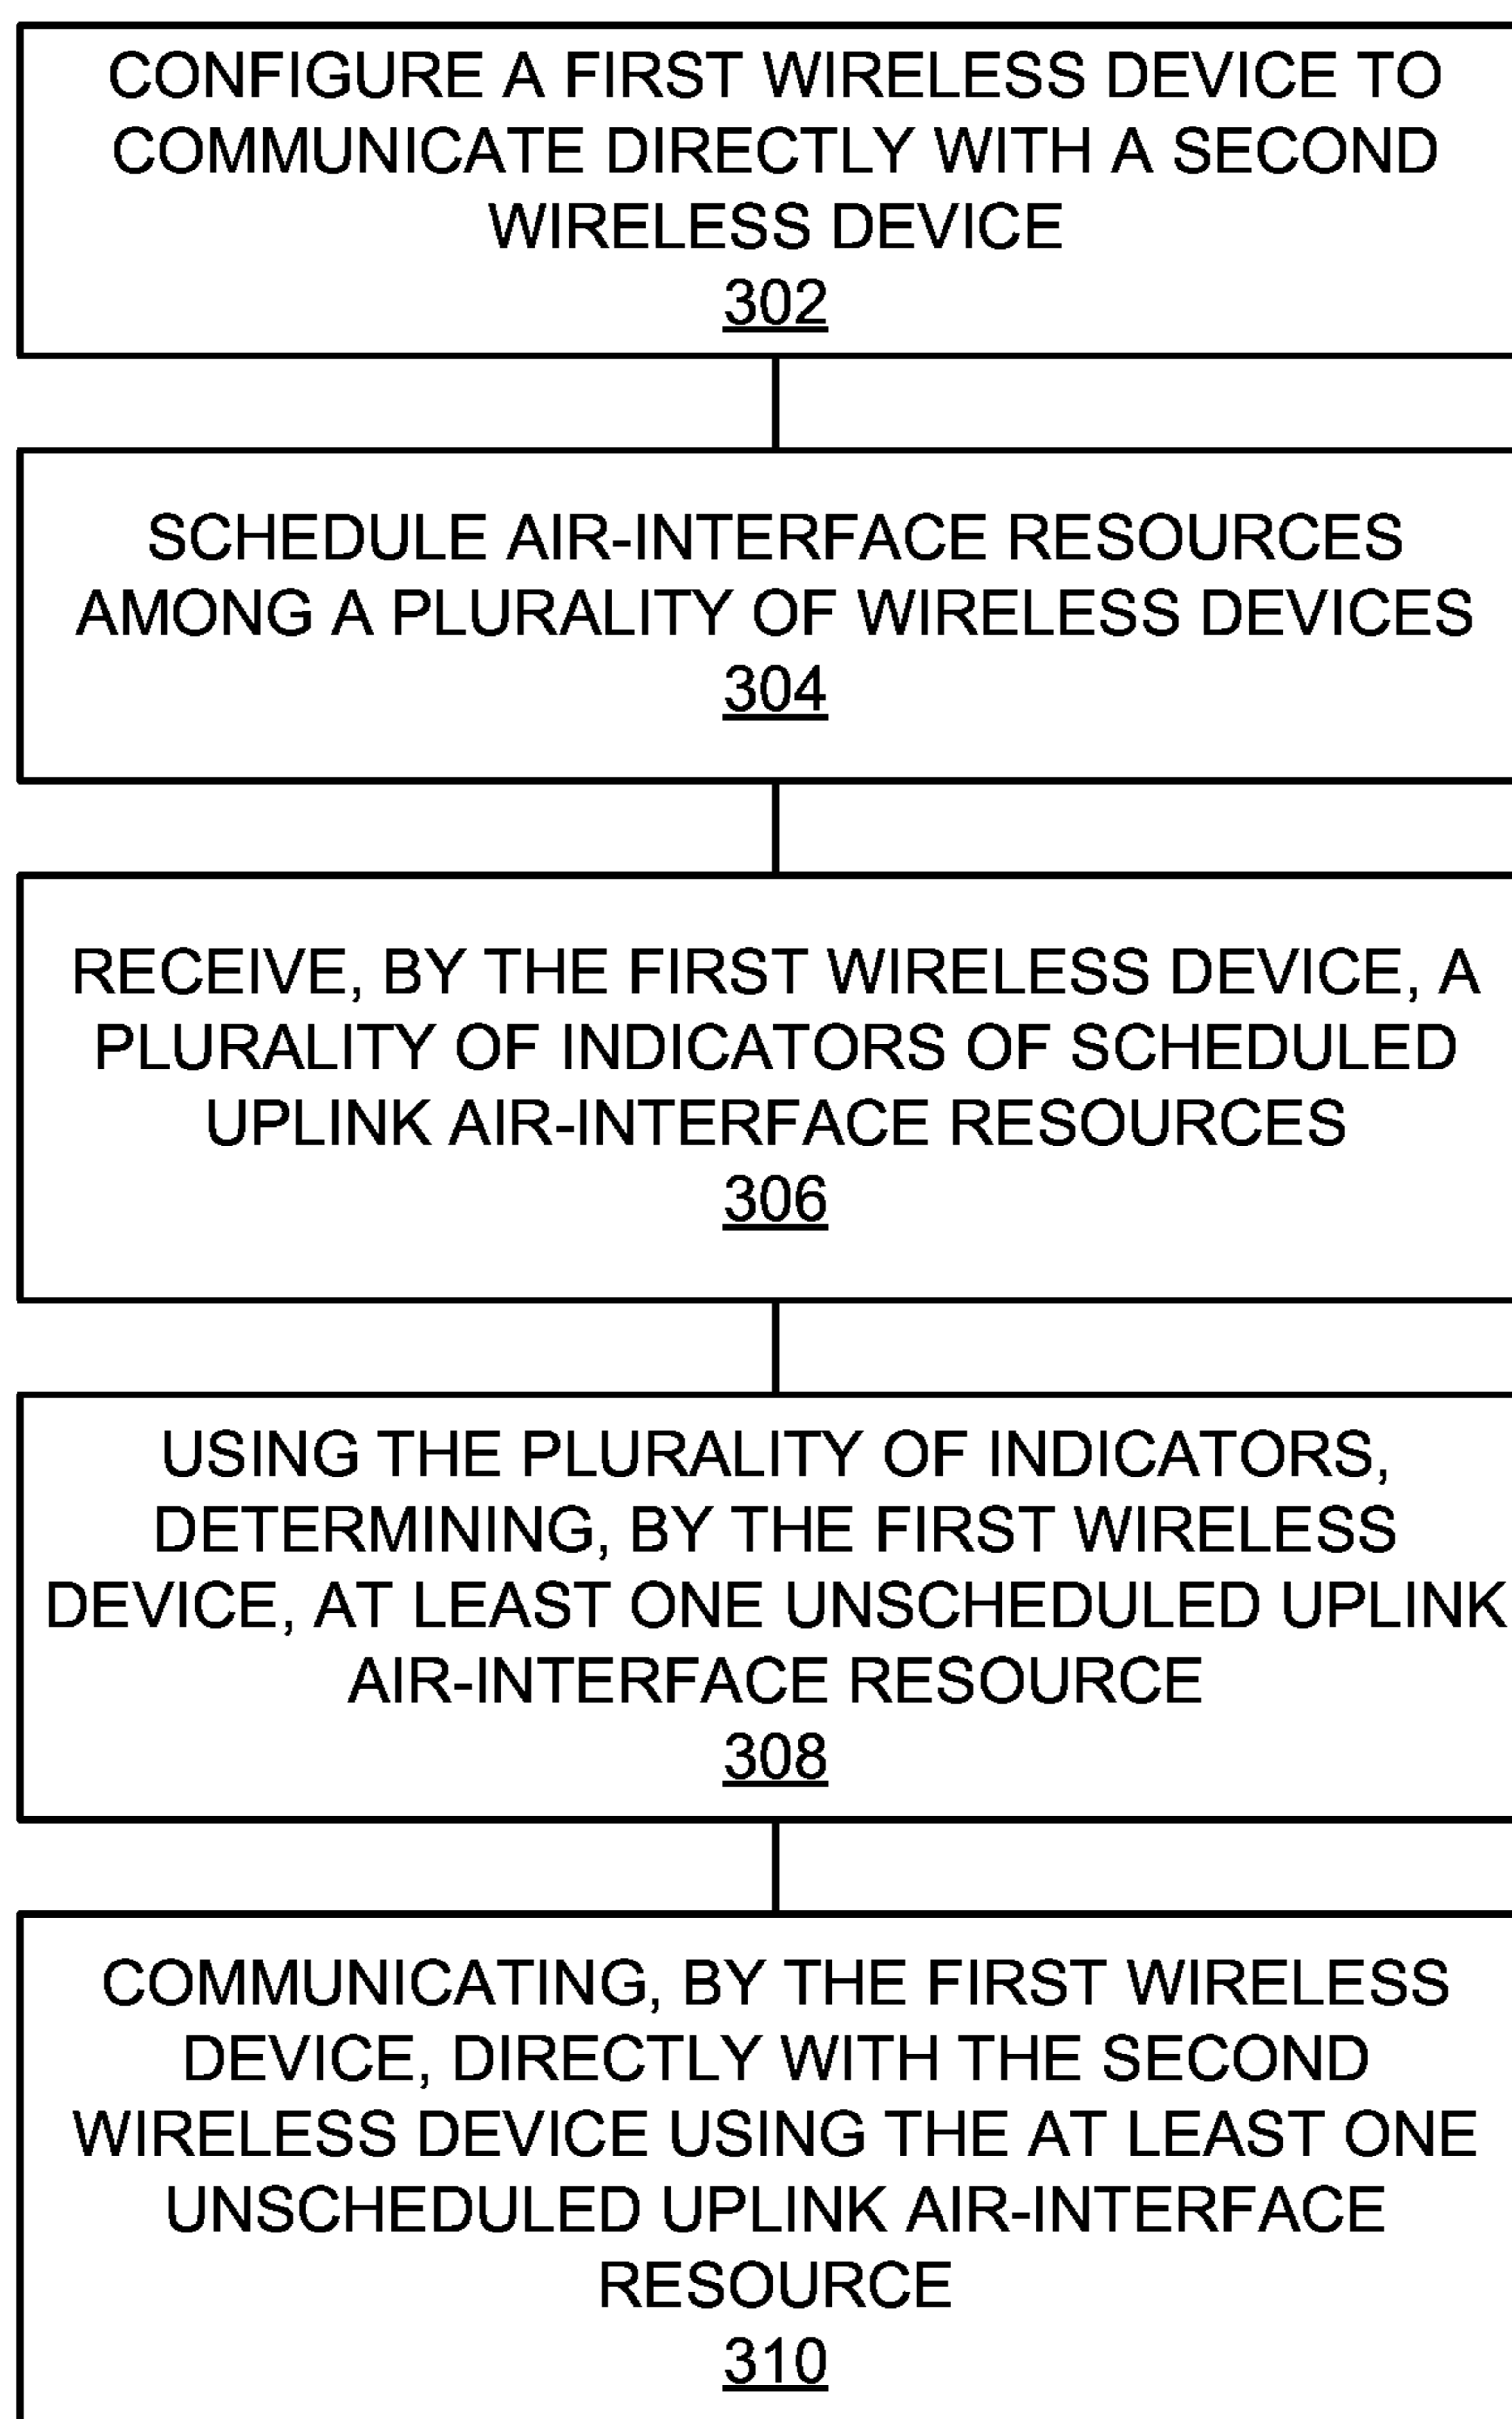 CONFIGURE A FIRST WIRELESS DEVICE TO
COMMUNICATE DIRECTLY WITH A SECOND
WIRELESS DEVICE
302
SCHEDULE AIR-INTERFACE RESOURCES
AMONG A PLURALITY OF WIRELESS DEVICES
304
RECEIVE, BY THE FIRST WIRELESS DEVICE, A
PLURALITY OF INDICATORS OF SCHEDULED
UPLINK AIR-INTERFACE RESOURCES
306
USING THE PLURALITY OF INDICATORS,
DETERMINING, BY THE FIRST WIRELESS
DEVICE, AT LEAST ONE UNSCHEDULED UPLINK
AIR-INTERFACE RESOURCE
308
COMMUNICATING, BY THE FIRST WIRELESS
DEVICE, DIRECTLY WITH THE SECOND
WIRELESS DEVICE USING THE AT LEAST ONE
UNSCHEDULED UPLINK AIR-INTERFACE
RESOURCE
310